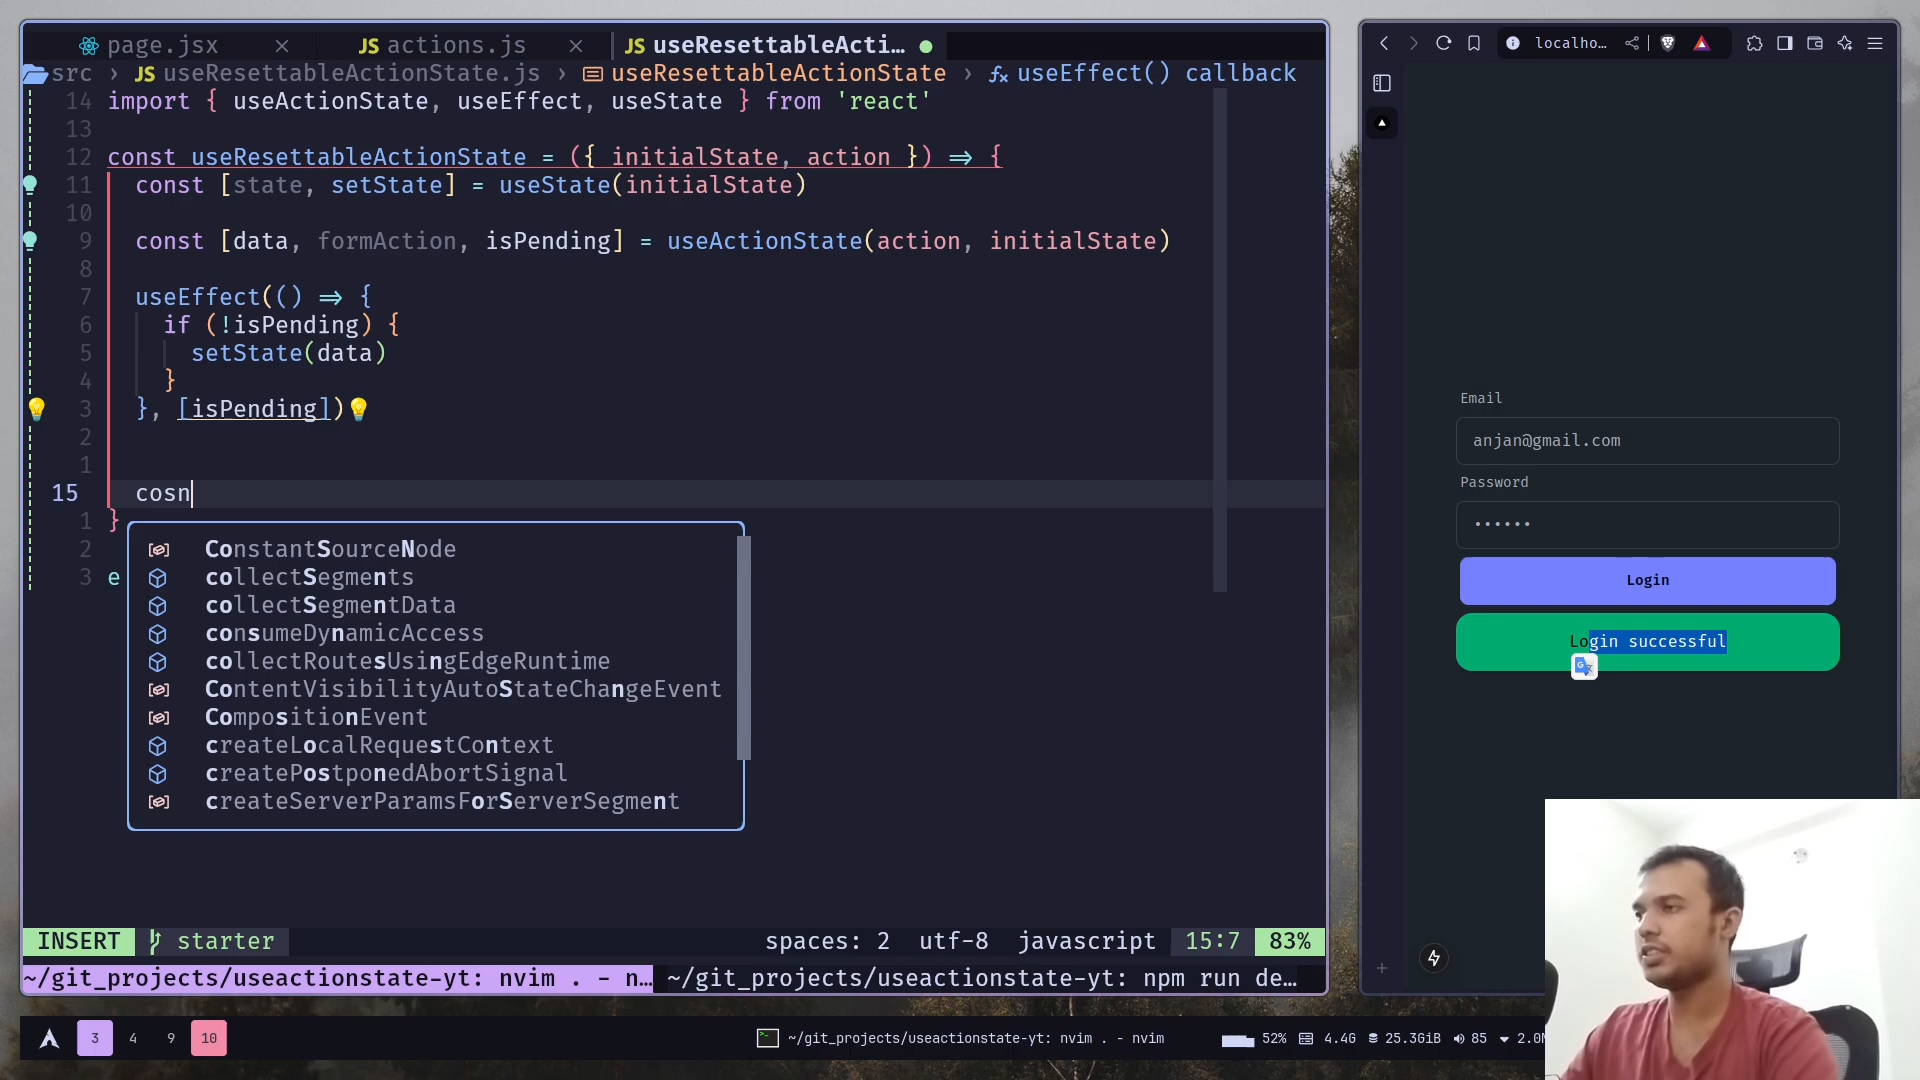 page.jsx
JS actions.js
JS useResettableActi…
src › JS useResettableActionState.js › useResettableActionState › useEffect() callback
14 import { useActionState, useEffect, useState } from 'react'
13
12 const useResettableActionState = ({ initialState, action }) => {
11 const [state, setState] = useState(initialState)
10
9 const [data, formAction, isPending] = useActionState(action, initialState)
8
7 useEffect(() => {
6 if (!isPending) {
5 setState(data)
4 }
3 }, [isPending])
2
1
15 cosn
1 }
2
3 e
ConstantSourceNode
collectSegments
collectSegmentData
consumeDynamicAccess
collectRoutesUsingEdgeRuntime
ContentVisibilityAutoStateChangeEvent
CompositionEvent
createLocalRequestContext
createPostponedAbortSignal
createServerParamsForServerSegment
INSERT starter spaces: 2 utf-8 javascript 15:7 83%
~/git_projects/useactionstate-yt: nvim . - n… ~/git_projects/useactionstate-yt: npm run de…
localho…
Email
anjan@gmail.com
Password
••••••
Login
Login successful
3 4 9 10
~/git_projects/useactionstate-yt: nvim . - nvim
52% 4.4G 25.3GiB 85 2.0